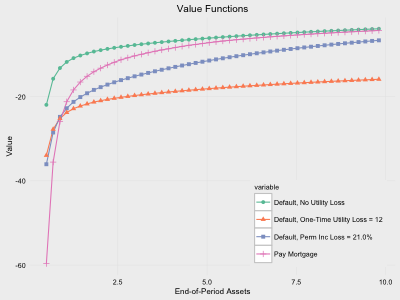 Value Functions
Value
-20
-40
-60
2.5
5.0
7.5
10.0
End-of-Period Assets
variable
Default, No Utility Loss
Default, One-Time Utility Loss = 12
Default, Perm Inc Loss = 21.0%
Pay Mortgage